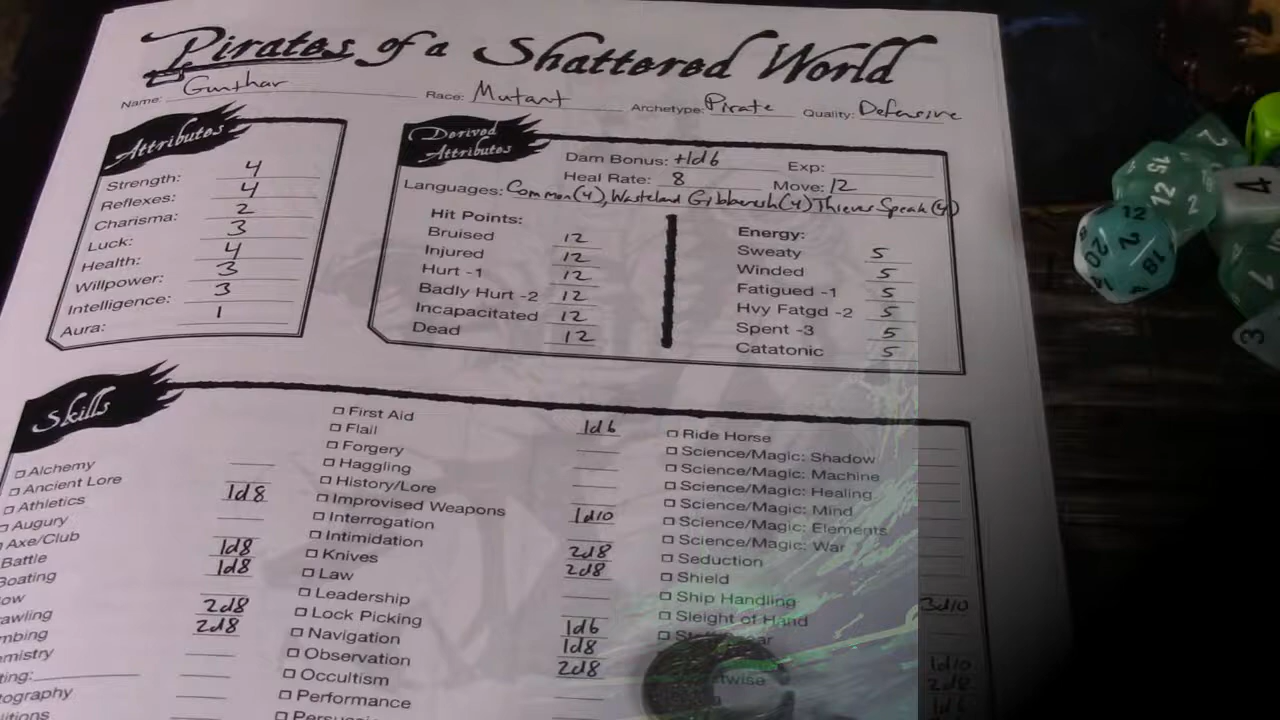 Pirates of a Shattered World
Name: Gunthar Race: Mutant Archetype: Pirate Quality: Defensive
Attributes
Strength: 4
Reflexes: 4
Charisma: 2
Luck: 3
Health: 4
Willpower: 3
Intelligence: 3
Aura: 1
Derived Attributes
Dam Bonus: +1d6 Exp:
Heal Rate: 8 Move: 12
Languages: Common(4), Wasteland Gibberish(4) Thieves Speak(4)
Hit Points:
Bruised 12
Injured 12
Hurt -1 12
Badly Hurt -2 12
Incapacitated 12
Dead 12
Energy:
Sweaty 5
Winded 5
Fatigued -1 5
Hvy Fatgd -2 5
Spent -3 5
Catatonic 5
Skills
Alchemy
Ancient Lore
Athletics 1d8
Augury
Axe/Club
Battle 1d8
Boating 1d8
ow
awling 2d8
mbing 2d8
emistry
ting:
tography
itions
First Aid 1d6
Flail
Forgery
Haggling
History/Lore
Improvised Weapons 1d10
Interrogation
Intimidation 2d8
Knives 2d8
Law
Leadership
Lock Picking 1d6
Navigation 1d8
Observation 2d8
Occultism
Performance
Ride Horse
Science/Magic: Shadow
Science/Magic: Machine
Science/Magic: Healing
Science/Magic: Mind
Science/Magic: Elements
Science/Magic: War
Seduction
Shield
Ship Handling 3d10
Sleight of Hand
1d10
2d8
1d6